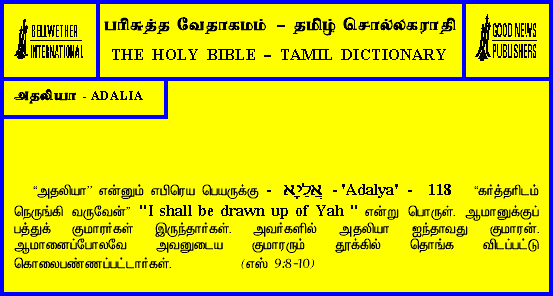 BELLWETHER
INTERNATIONAL
பரிசுத்த வேதாகமம் – தமிழ் சொல்லகராதி
THE HOLY BIBLE – TAMIL DICTIONARY
GOOD NEWS
PUBLISHERS
அதலியா - ADALIA
“அதலியா” என்னும் எபிரெய பெயருக்கு - אֲדַלְיָא - 'Adalya' - 118 “கர்த்தரிடம்
நெருங்கி வருவேன்” "I shall be drawn up of Yah " என்று பொருள். ஆமானுக்குப்
பத்துக் குமாரர்கள் இருந்தார்கள். அவர்களில் அதலியா ஐந்தாவது குமாரன்.
ஆமானைப்போலவே அவனுடைய குமாரரும் தூக்கில் தொங்க விடப்பட்டு
கொலைபண்ணப்பட்டார்கள். (எஸ் 9:8-10)